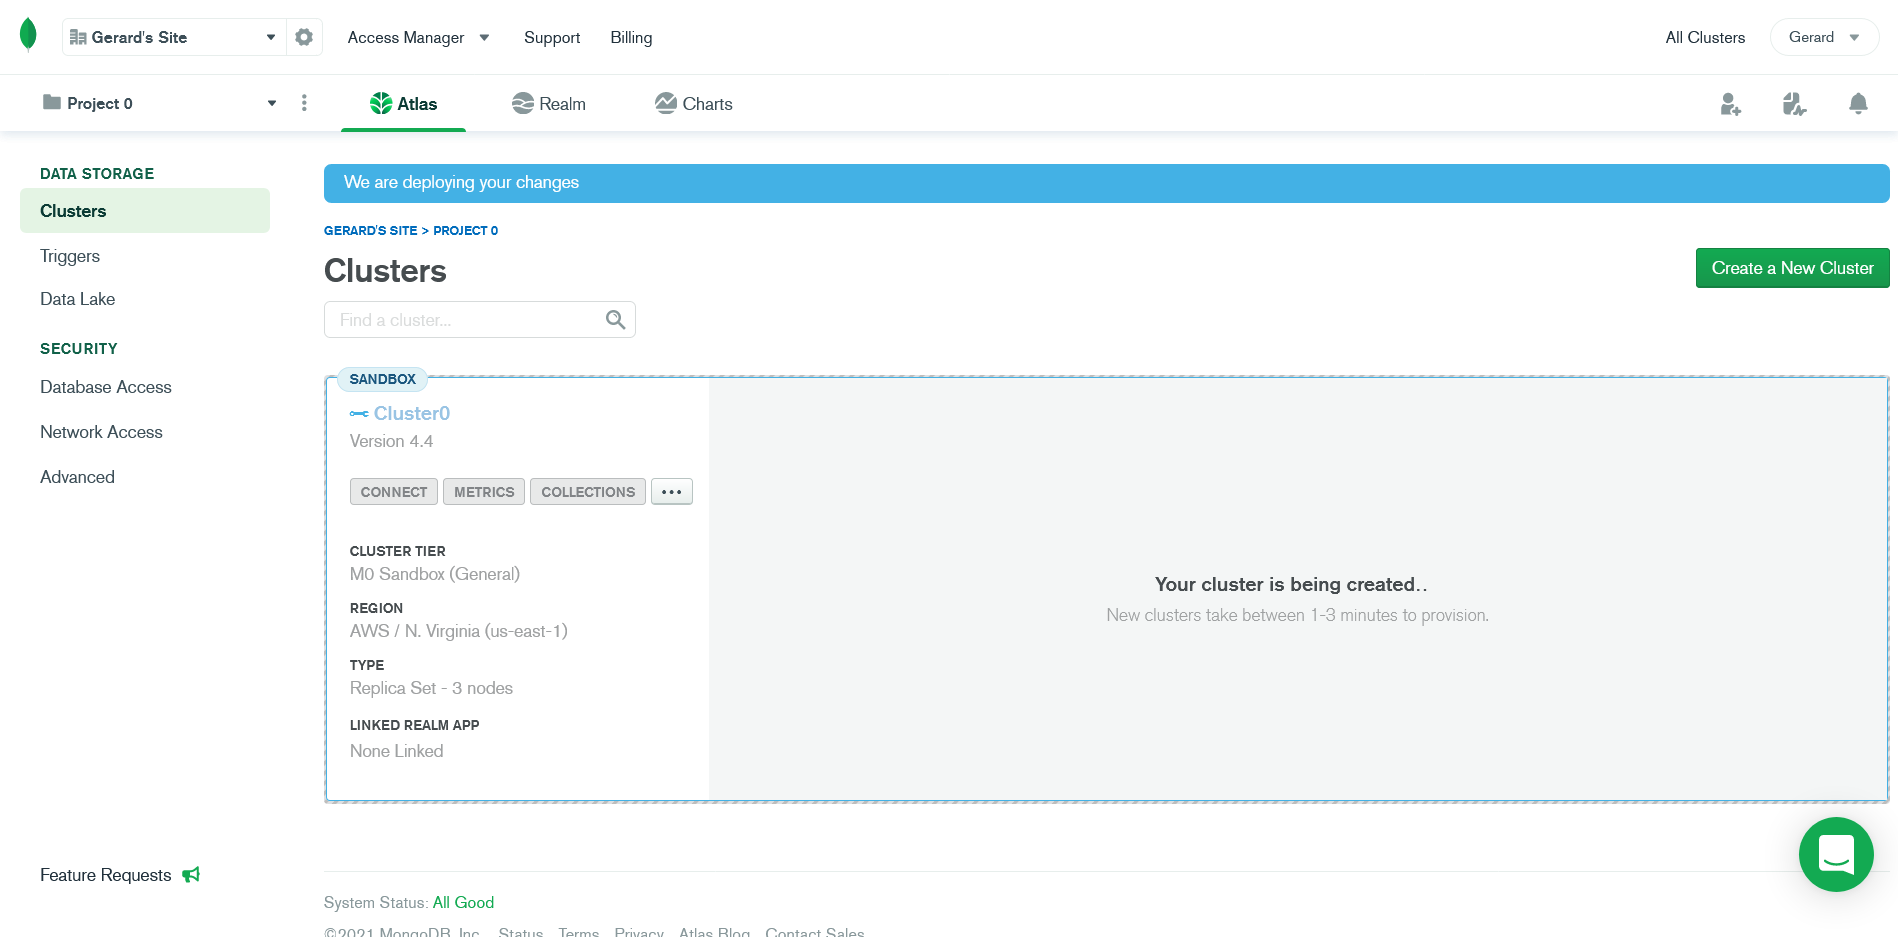 Gerard's Site
Access Manager
Support
Billing
All Clusters
Gerard
Project 0
Atlas
Realm
Charts
DATA STORAGE
Clusters
Triggers
Data Lake
SECURITY
Database Access
Network Access
Advanced
Feature Requests
We are deploying your changes
GERARD'S SITE > PROJECT 0
Clusters
Create a New Cluster
Find a cluster...
SANDBOX
Cluster0
Version 4.4
CONNECT
METRICS
COLLECTIONS
...
CLUSTER TIER
M0 Sandbox (General)
REGION
AWS / N. Virginia (us-east-1)
TYPE
Replica Set - 3 nodes
LINKED REALM APP
None Linked
Your cluster is being created..
New clusters take between 1-3 minutes to provision.
System Status: All Good
©2021 MongoDB, Inc. Status Terms Privacy Atlas Blog Contact Sales